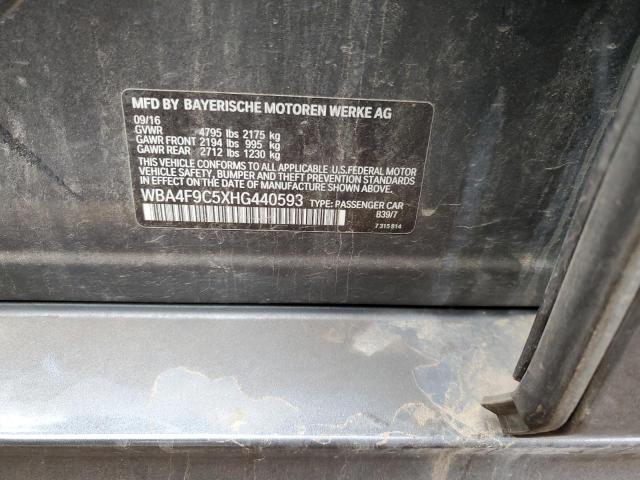 MFD BY BAYERISCHE MOTOREN WERKE AG
09/16
GVWR 4795 lbs 2175 kg
GAWR FRONT 2194 lbs 995 kg
GAWR REAR 2712 lbs 1230 kg
THIS VEHICLE CONFORMS TO ALL APPLICABLE U.S.FEDERAL MOTOR
VEHICLE SAFETY, BUMPER AND THEFT PREVENTION STANDARDS
IN EFFECT ON THE DATE OF MANUFACTURE SHOWN ABOVE.
WBA4F9C5XHG440593 TYPE: PASSENGER CAR
B39/7
7 315 814